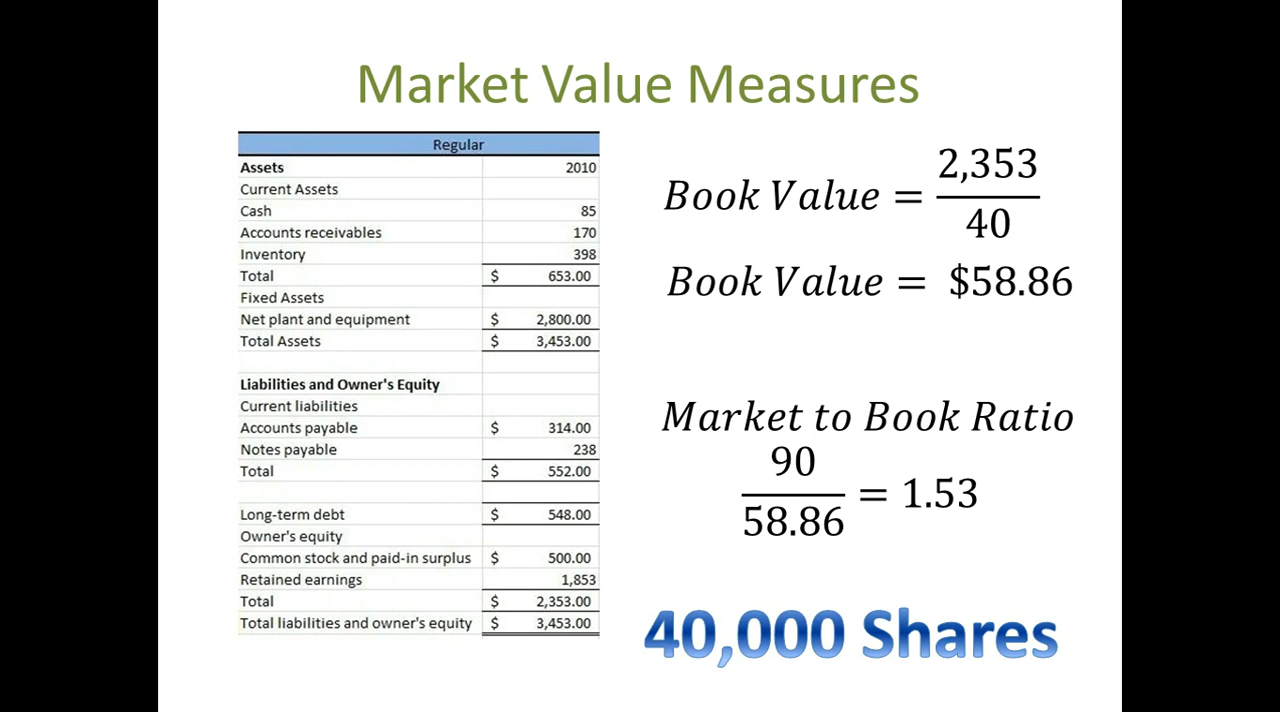 Market Value Measures
Regular
Assets 2010
Current Assets
Cash 85
Accounts receivables 170
Inventory 398
Total $ 653.00
Fixed Assets
Net plant and equipment $ 2,800.00
Total Assets $ 3,453.00
Liabilities and Owner's Equity
Current liabilities
Accounts payable $ 314.00
Notes payable 238
Total $ 552.00
Long-term debt $ 548.00
Owner's equity
Common stock and paid-in surplus $ 500.00
Retained earnings 1,853
Total $ 2,353.00
Total liabilities and owner's equity $ 3,453.00
2,353
Book Value =
40
Book Value = $58.86
Market to Book Ratio
90
= 1.53
58.86
40,000 Shares